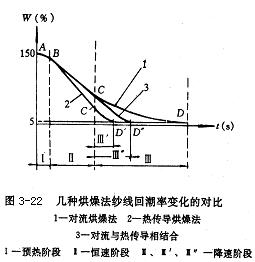 W(%)
150
A
B
C
1
3
2
C
D
5
D′
D″
t(s)
Ⅲ′
Ⅲ″
Ⅰ
Ⅱ
Ⅲ
图 3-22 几种烘燥法纱线回潮率变化的对比
1—对流烘燥法 2—热传导烘燥法
3—对流与热传导相结合
Ⅰ—预热阶段 Ⅱ—恒速阶段 Ⅲ、Ⅲ′、Ⅲ″—降速阶段